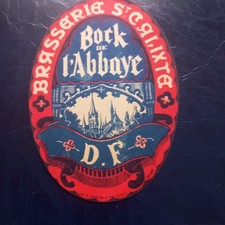 BRASSERIE ST CALIXTE
BOCK
DE
L'ABBAYE
D.F